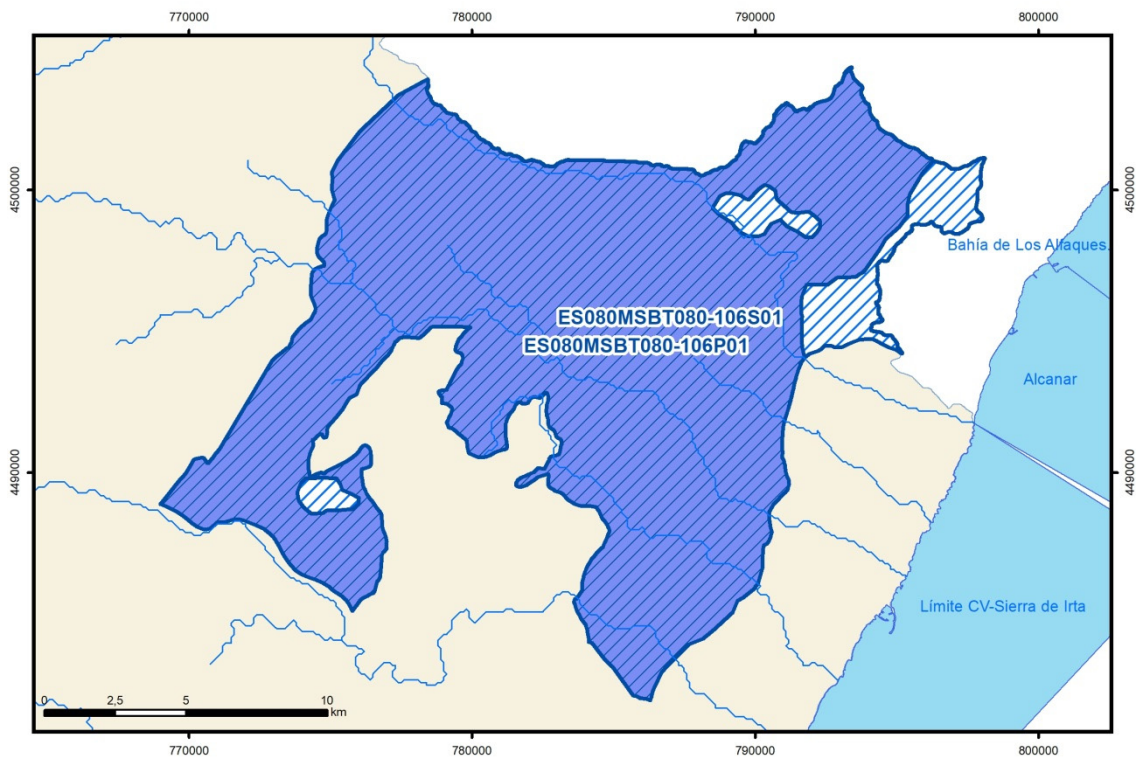 770000 780000 790000 800000
4500000 4500000
Bahía de Los Alfaques
ES080MSBT080-106S01
ES080MSBT080-106P01
Alcanar
4490000 4490000
Límite CV-Sierra de Irta
0 2,5 5 10
km
770000 780000 790000 800000